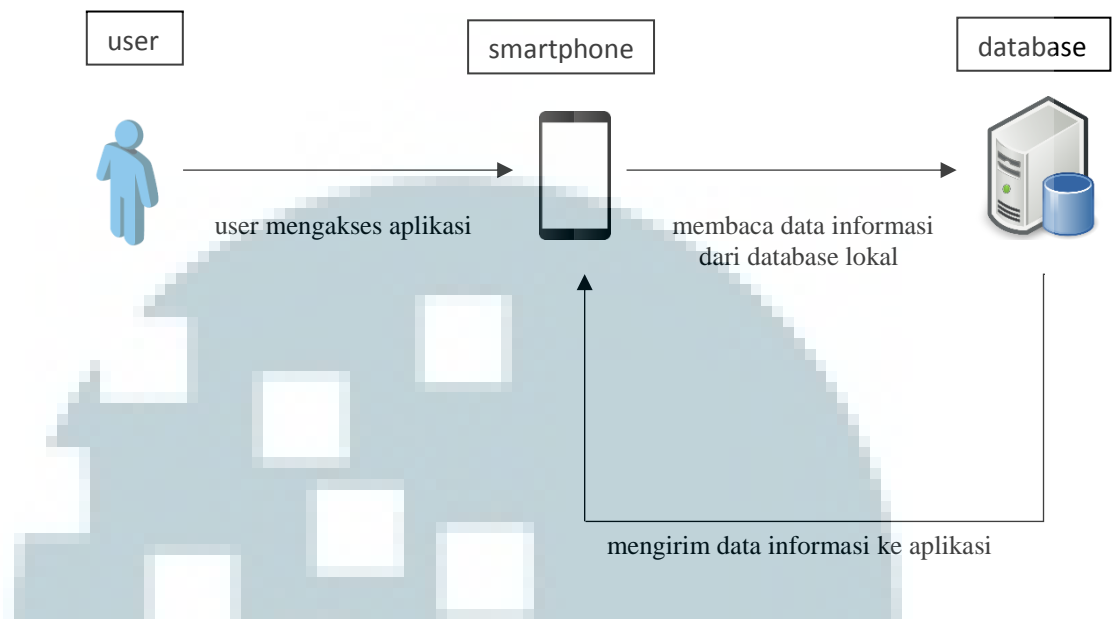 user
smartphone
database
user mengakses aplikasi
membaca data informasi
dari database lokal
mengirim data informasi ke aplikasi